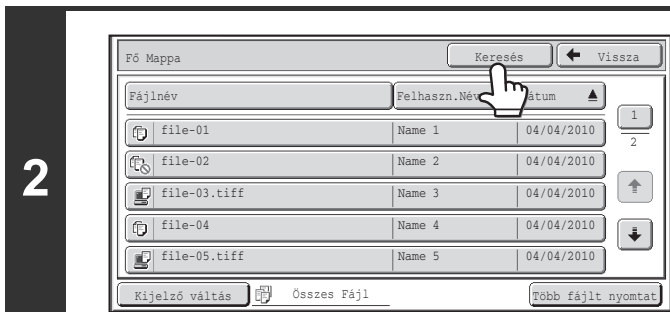 2
Fő Mappa Keresés Vissza
Fájlnév Felhaszn.Név átum
file-01 Name 1 04/04/2010
file-02 Name 2 04/04/2010
file-03.tiff Name 3 04/04/2010
file-04 Name 4 04/04/2010
file-05.tiff Name 5 04/04/2010
1
2
Kijelző váltás Összes Fájl Több fájlt nyomtat